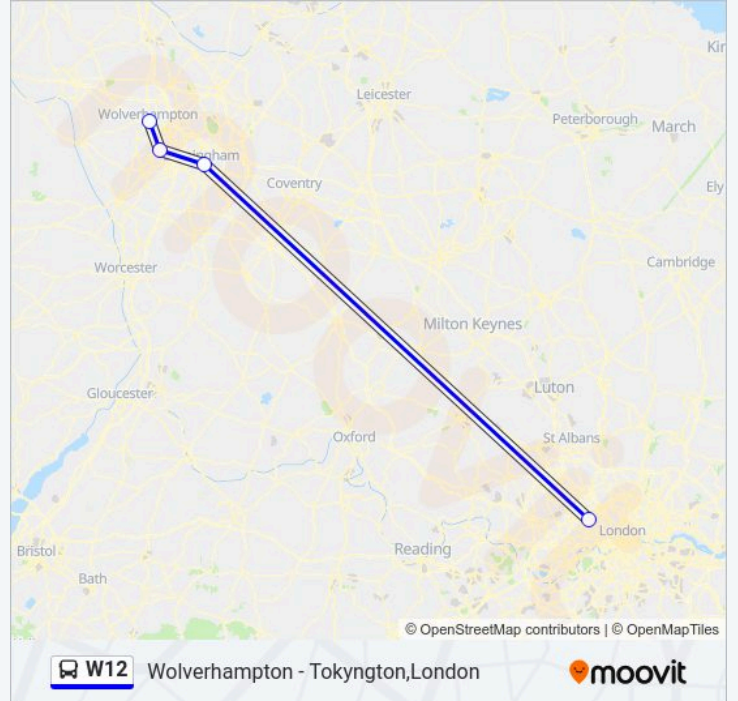 Kin
Leicester
Wolverhampton
Peterborough
March
ingham
Coventry
Ely
Worcester
Cambridge
Milton Keynes
Gloucester
Luton
Oxford
St Albans
London
Bristol
Reading
Bath
© OpenStreetMap contributors | © OpenMapTiles
W12 Wolverhampton - Tokyngton,London moovit